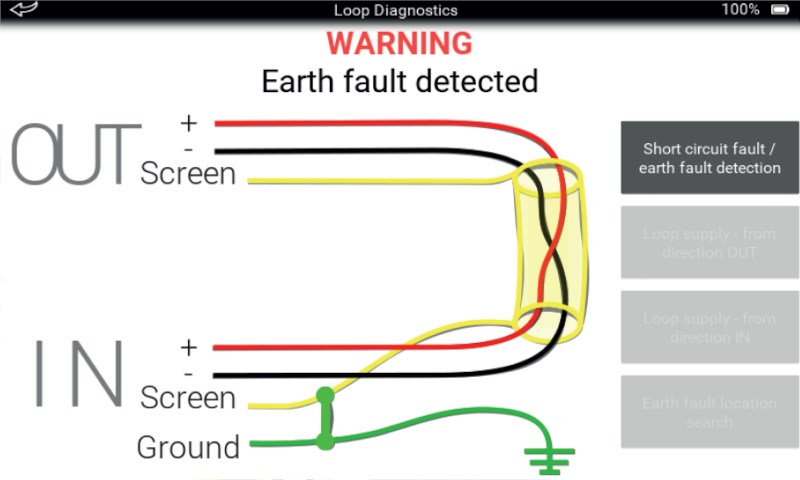 Loop Diagnostics
100%
WARNING
Earth fault detected
OUT
+
-
Screen
Short circuit fault /
earth fault detection
Loop supply - from
direction OUT
Loop supply - from
direction IN
IN
+
-
Screen
Ground
Earth fault location
search